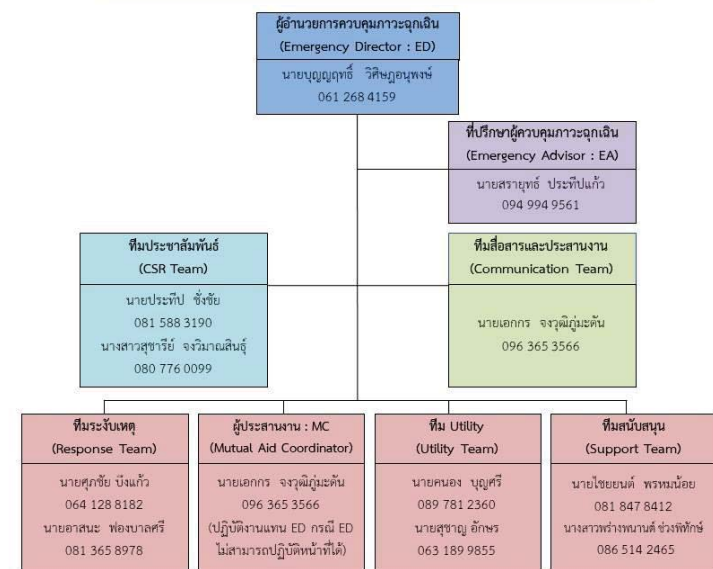 ผู้อำนวยการควบคุมภาวะฉุกเฉิน
(Emergency Director : ED)
นายบุญญฤทธิ์ วิศิษฏอนุพงษ์
061 268 4159
ที่ปรึกษาผู้ควบคุมภาวะฉุกเฉิน
(Emergency Advisor : EA)
นายสรายุทธ์ ประทีปแก้ว
094 994 9561
ทีมประชาสัมพันธ์
(CSR Team)
นายประทีป ชั่งชัย
081 588 3190
นางสาวสุชารีย์ จงวิมาณสินธุ์
080 776 0099
ทีมสื่อสารและประสานงาน
(Communication Team)
นายเอกกร จงวุฒิภู่มะดัน
096 365 3566
ทีมระงับเหตุ
(Response Team)
นายศุภชัย บึงแก้ว
064 128 8182
นายอาสนะ ฟองบาลศรี
081 365 8978
ผู้ประสานงาน : MC
(Mutual Aid Coordinator)
นายเอกกร จงวุฒิภู่มะดัน
096 365 3566
(ปฏิบัติงานแทน ED กรณี ED
ไม่สามารถปฏิบัติหน้าที่ได้)
ทีม Utility
(Utility Team)
นายคนอง บุญศรี
089 781 2360
นายสุชาญ อักษร
063 189 9855
ทีมสนับสนุน
(Support Team)
นายไชยยนต์ พรหมน้อย
081 847 8412
นางสาวพร่างพนานต์ ช่วงพิทักษ์
086 514 2465